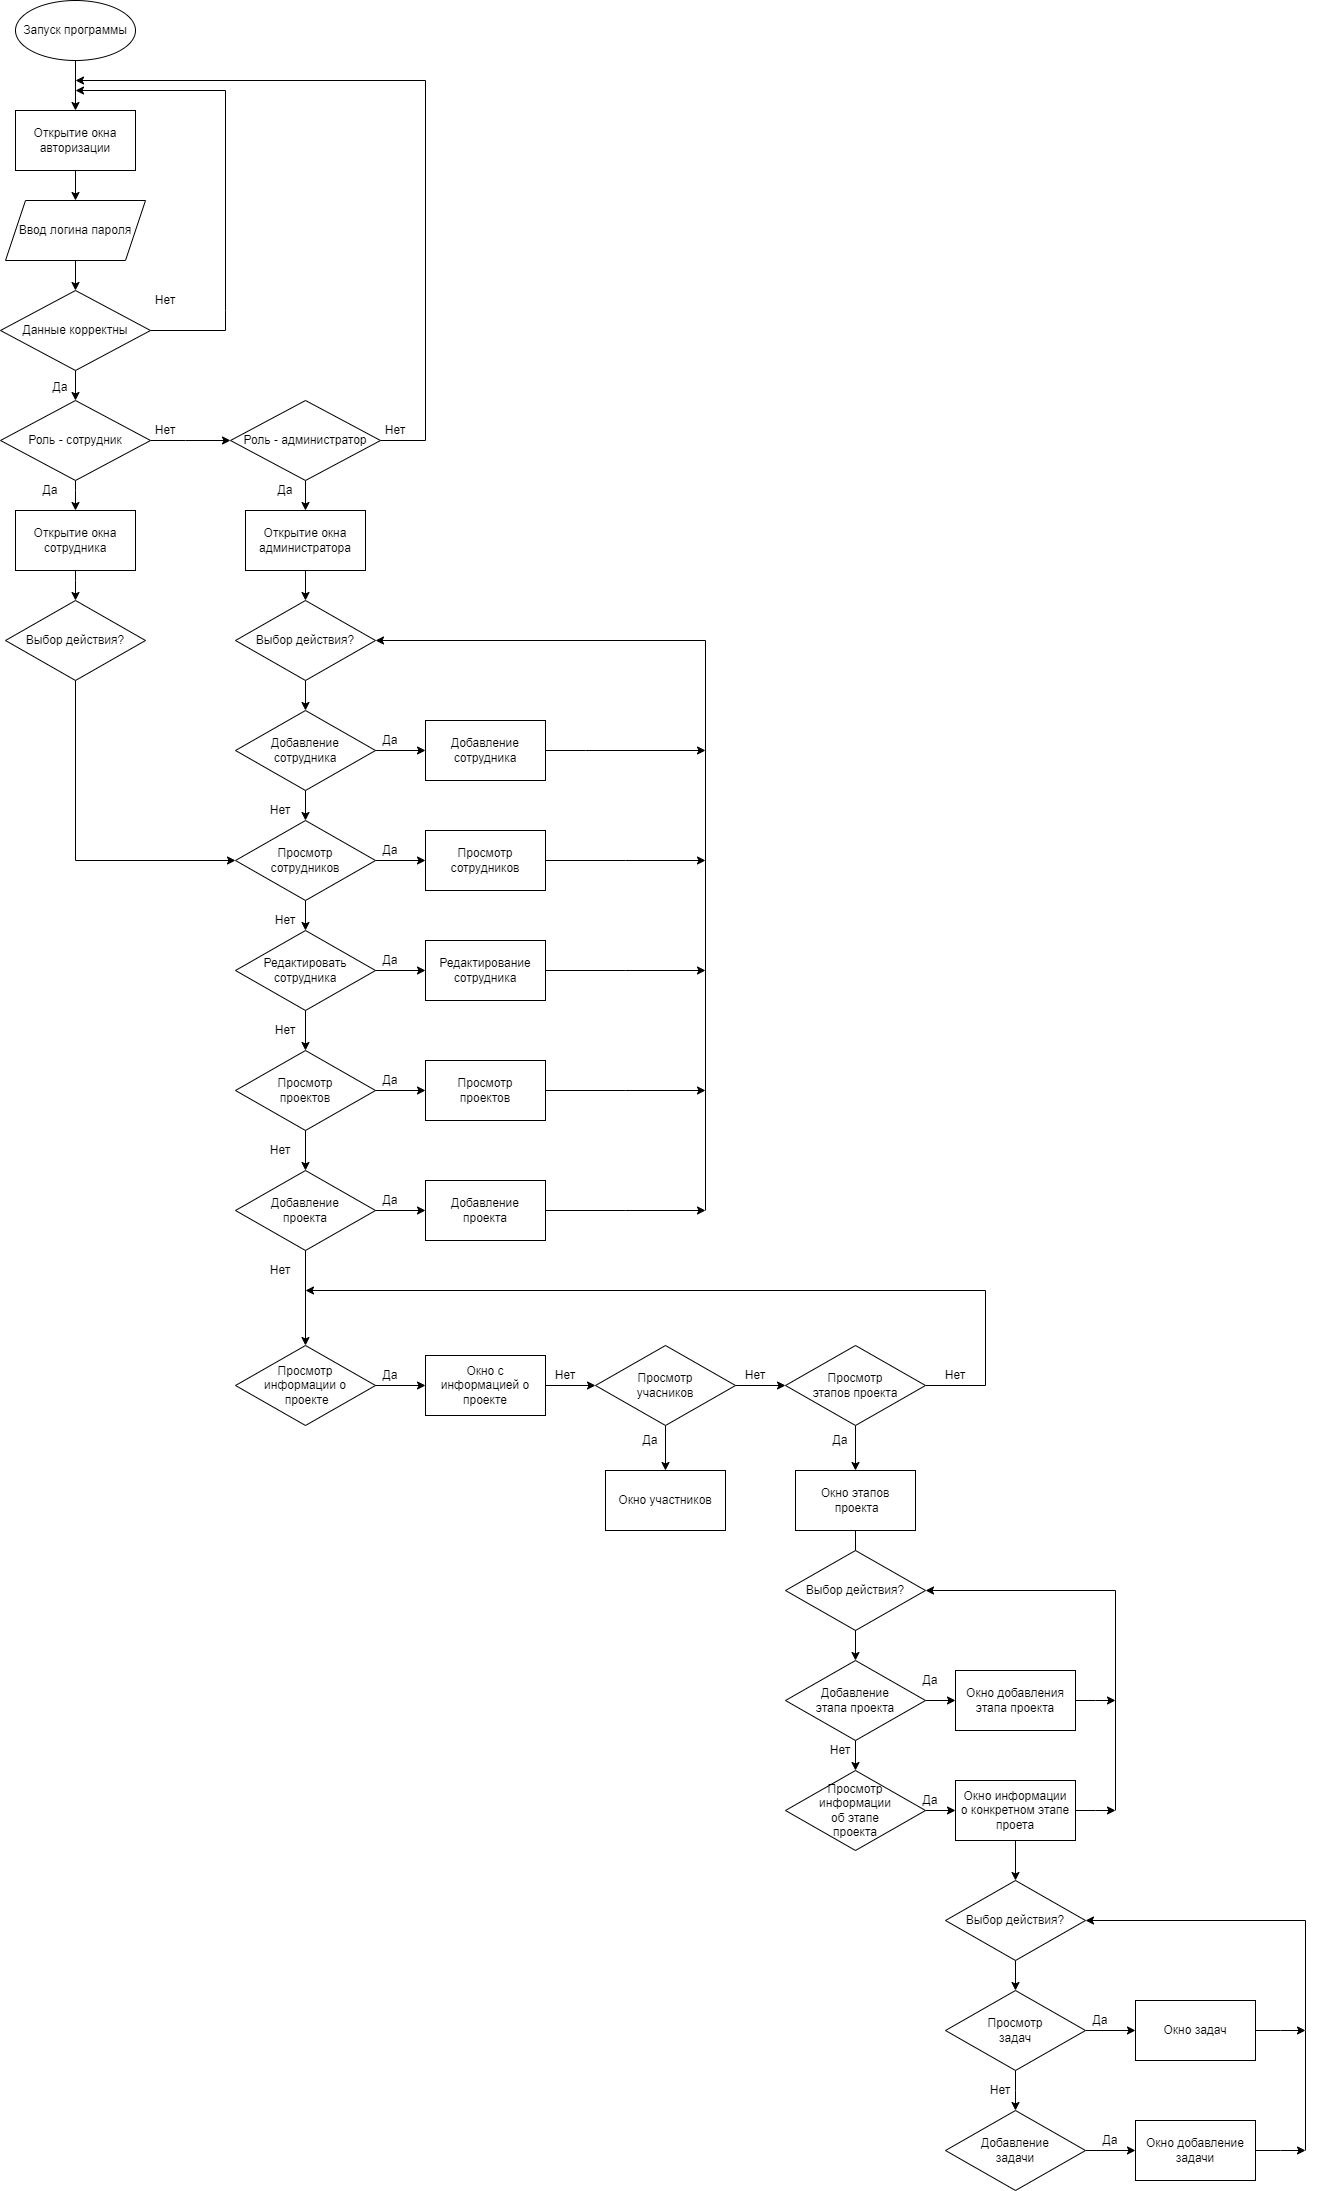 Запуск программы
Открытие окна
авторизации
Ввод логина пароля
Нет
Данные корректны
Да
Роль - сотрудник
Нет
Роль - администратор
Нет
Да
Да
Открытие окна
сотрудника
Открытие окна
администратора
Выбор действия?
Выбор действия?
Добавление
сотрудника
Да
Добавление
сотрудника
Нет
Просмотр
сотрудников
Да
Просмотр
сотрудников
Нет
Редактировать
сотрудника
Да
Редактирование
сотрудника
Нет
Просмотр
проектов
Да
Просмотр
проектов
Нет
Добавление
проекта
Да
Добавление
проекта
Нет
Просмотр
информации о
проекте
Да
Окно с
информацией о
проекте
Нет
Просмотр
учасников
Нет
Просмотр
этапов проекта
Нет
Да
Да
Окно участников
Окно этапов
проекта
Выбор действия?
Добавление
этапа проекта
Да
Окно добавления
этапа проекта
Нет
Просмотр
информации
об этапе
проекта
Да
Окно информации
о конкретном этапе
проета
Выбор действия?
Просмотр
задач
Да
Окно задач
Нет
Добавление
задачи
Да
Окно добавление
задачи